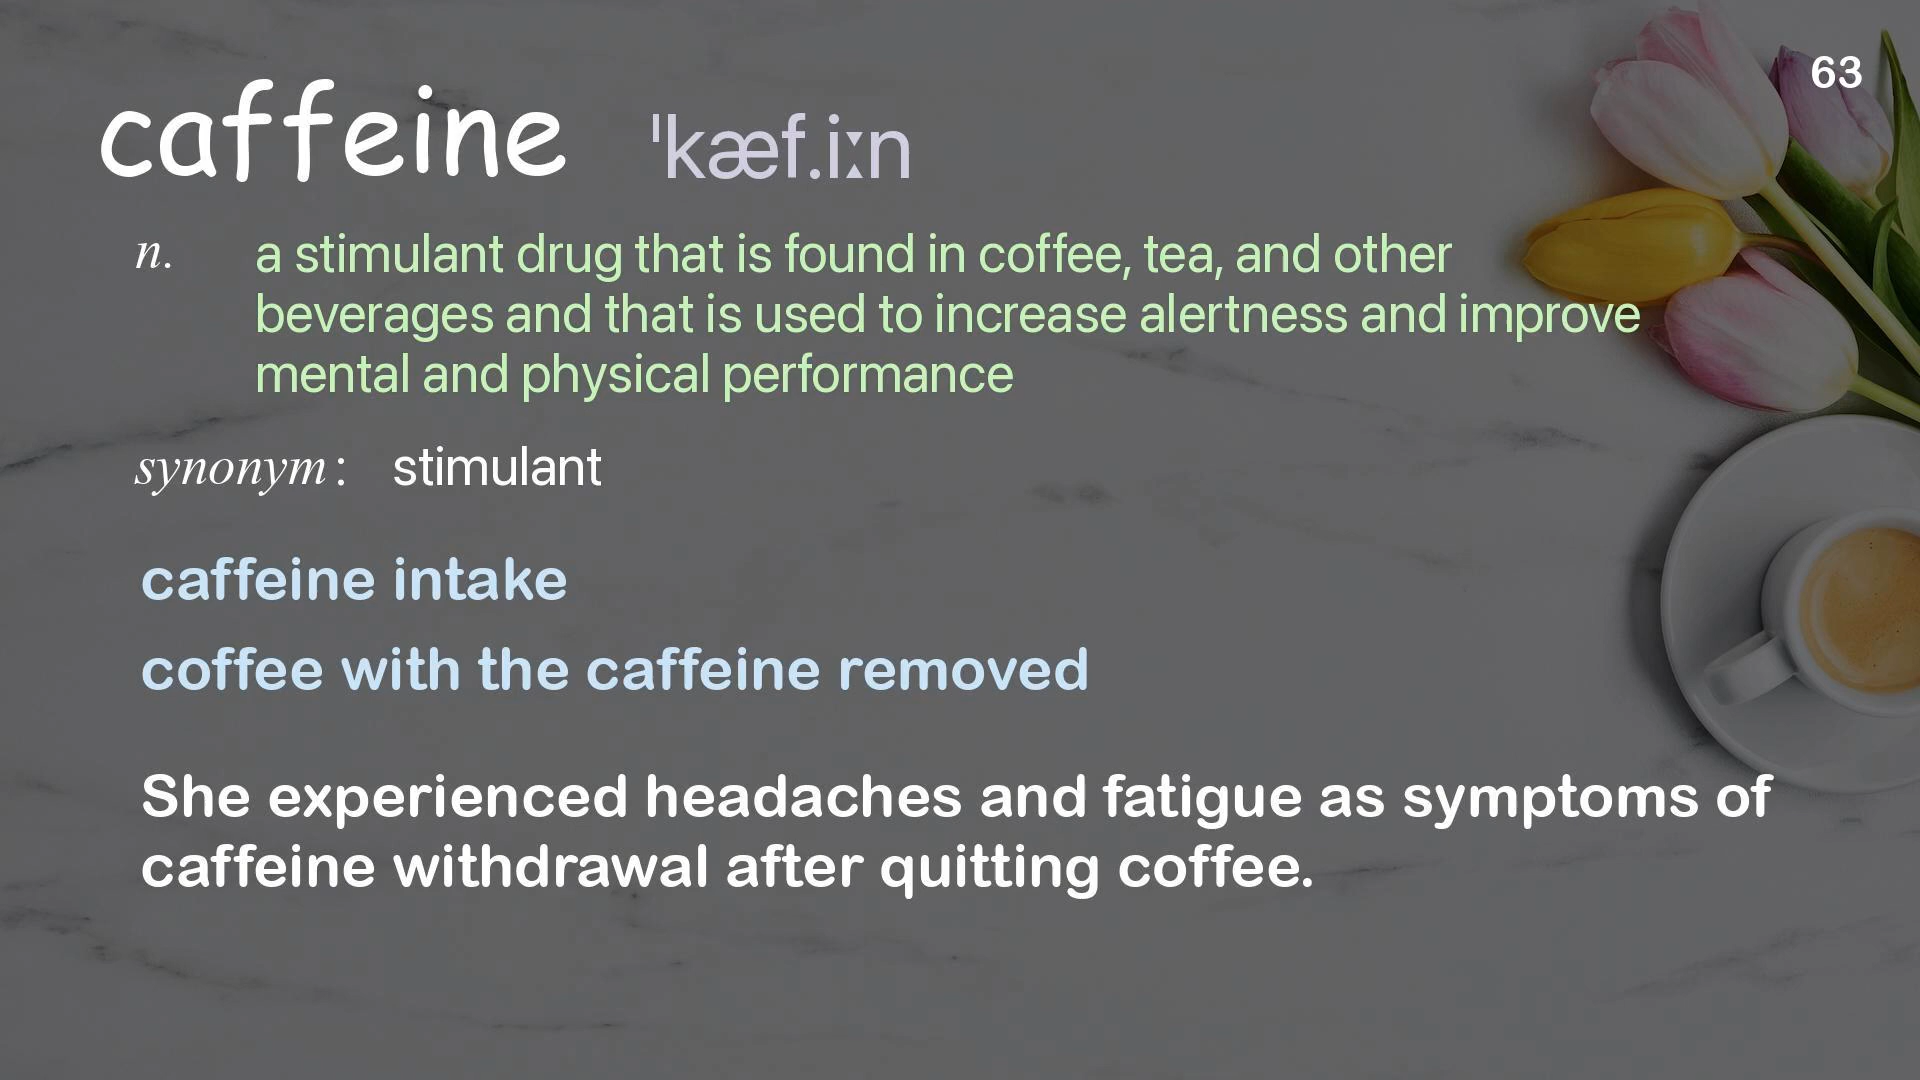 63
caffeine ˈkæf.iːn
n. a stimulant drug that is found in coffee, tea, and other
beverages and that is used to increase alertness and improve
mental and physical performance
synonym: stimulant
caffeine intake
coffee with the caffeine removed
She experienced headaches and fatigue as symptoms of
caffeine withdrawal after quitting coffee.